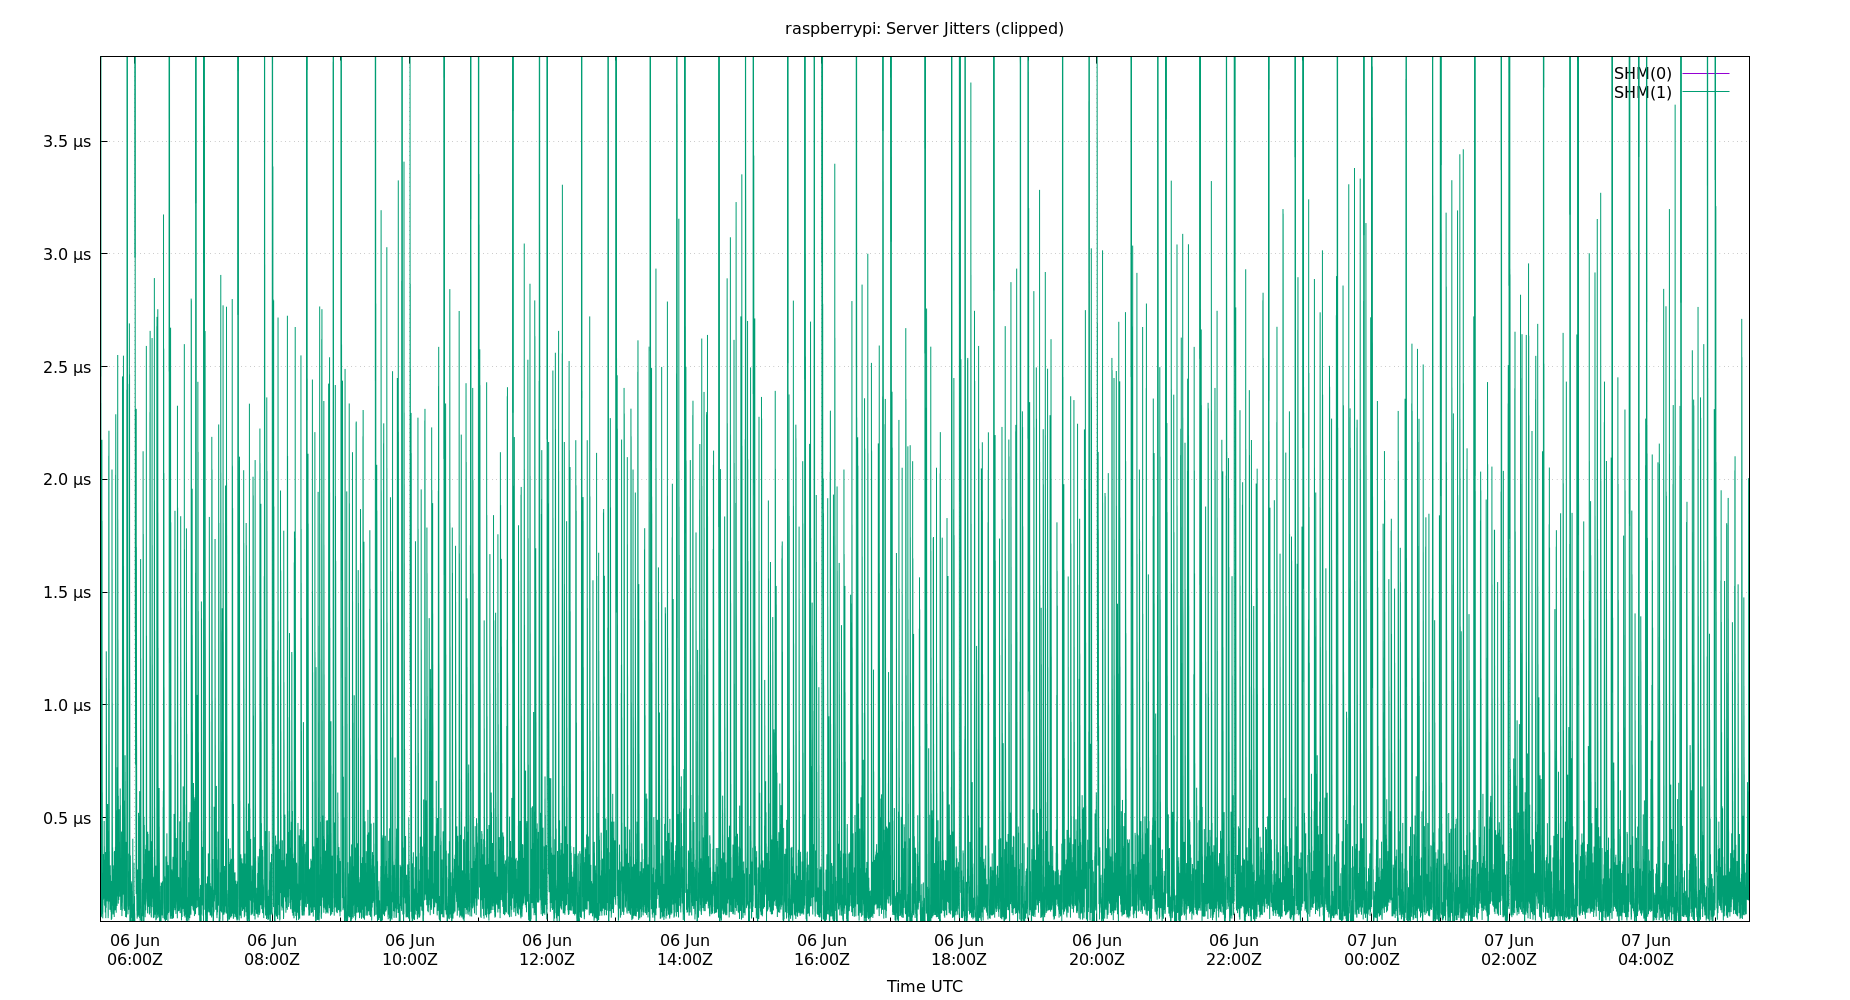 raspberrypi: Server Jitters (clipped)
SHM(0)
SHM(1)
3.5 μs
3.0 μs
2.5 μs
2.0 μs
1.5 μs
1.0 μs
0.5 μs
06 Jun 06 Jun 06 Jun 06 Jun 06 Jun 06 Jun 06 Jun 06 Jun 06 Jun 07 Jun 07 Jun 07 Jun
06:00Z 08:00Z 10:00Z 12:00Z 14:00Z 16:00Z 18:00Z 20:00Z 22:00Z 00:00Z 02:00Z 04:00Z
Time UTC